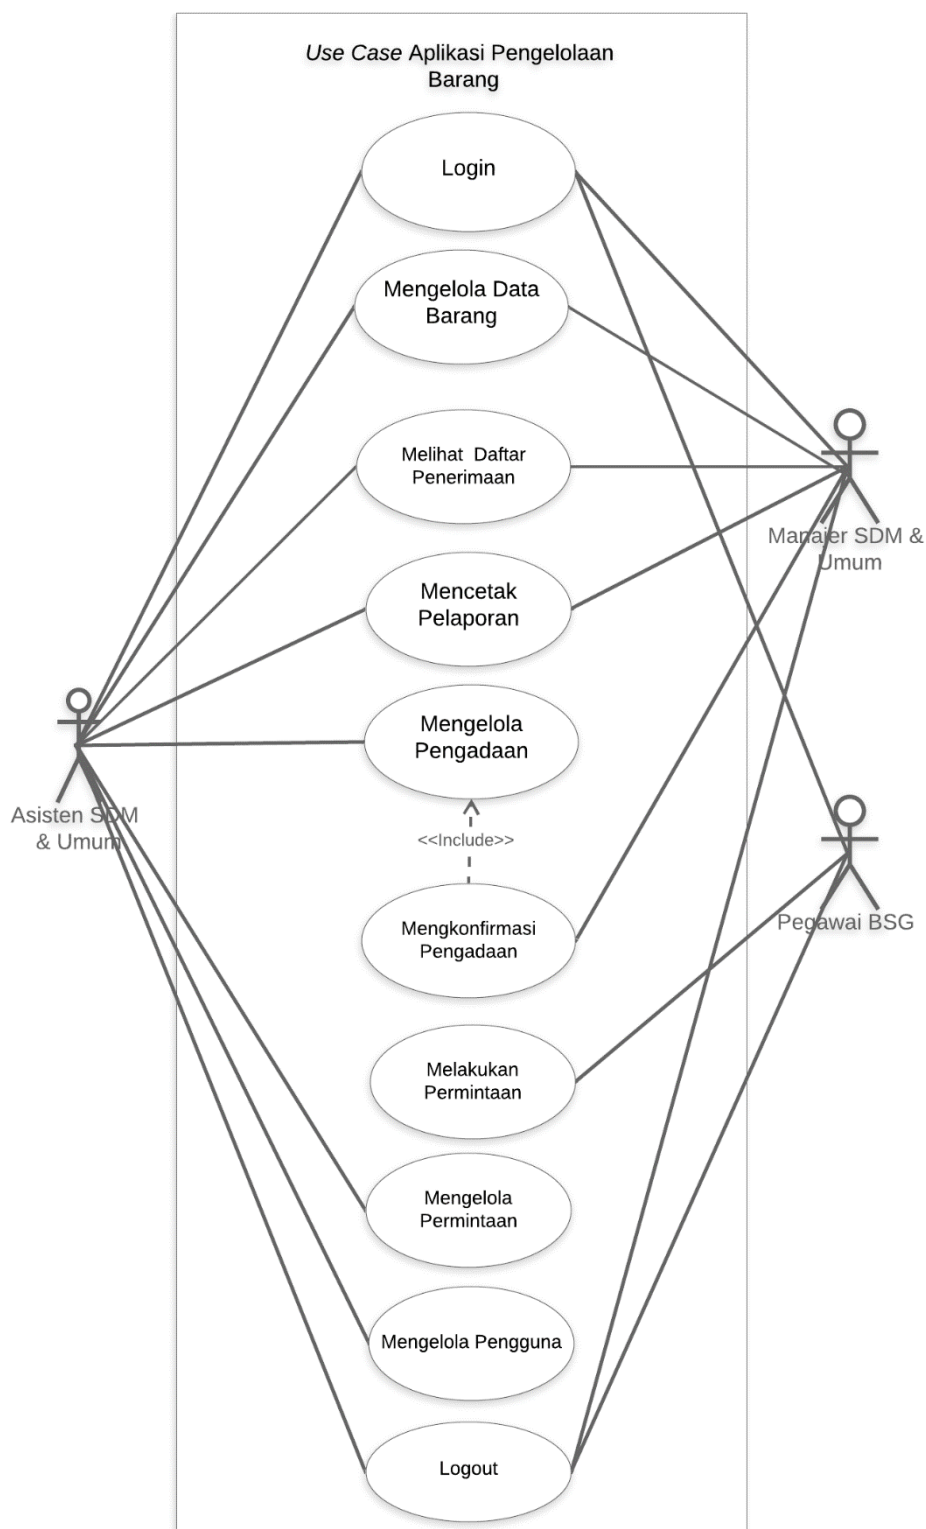 Use Case Aplikasi Pengelolaan
Barang
Login
Mengelola Data
Barang
Melihat Daftar
Penerimaan
Mencetak
Pelaporan
Mengelola
Pengadaan
<<Include>>
Mengkonfirmasi
Pengadaan
Melakukan
Permintaan
Mengelola
Permintaan
Mengelola Pengguna
Logout
Asisten SDM
& Umum
Manajer SDM &
Umum
Pegawai BSG